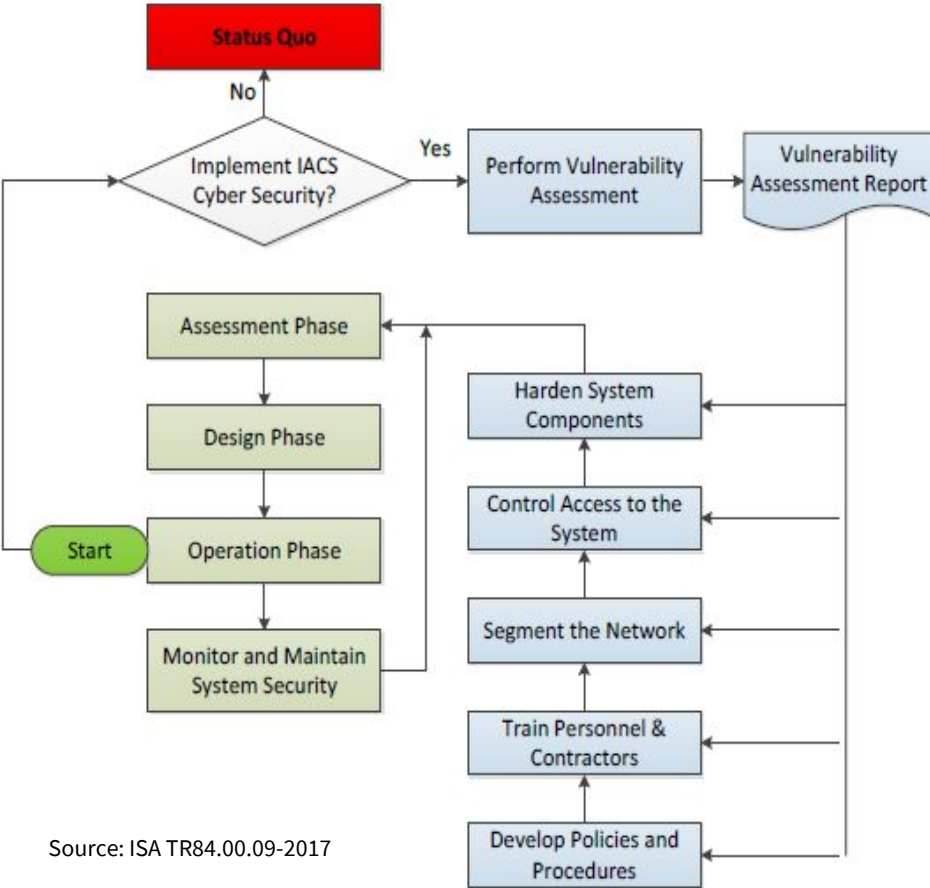 Status Quo
No
Implement IACS
Cyber Security?
Yes
Perform Vulnerability
Assessment
Vulnerability
Assessment Report
Assessment Phase
Harden System
Components
Design Phase
Control Access to the
System
Start
Operation Phase
Segment the Network
Monitor and Maintain
System Security
Train Personnel &
Contractors
Develop Policies and
Procedures
Source: ISA TR84.00.09-2017